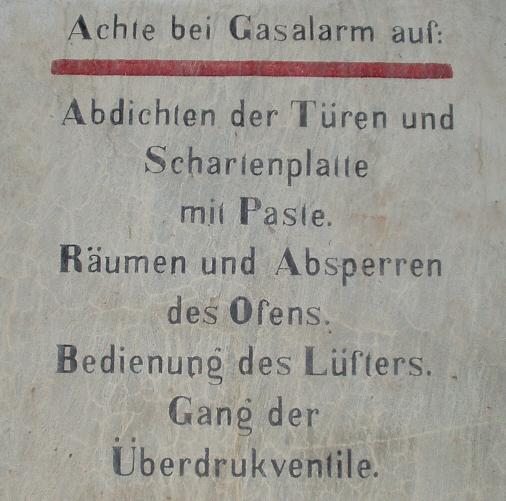 Achte bei Gasalarm auf:
Abdichten der Türen und
Schartenplatte
mit Paste.
Räumen und Absperren
des Ofens.
Bedienung des Lüfters.
Gang der
Überdrukventile.